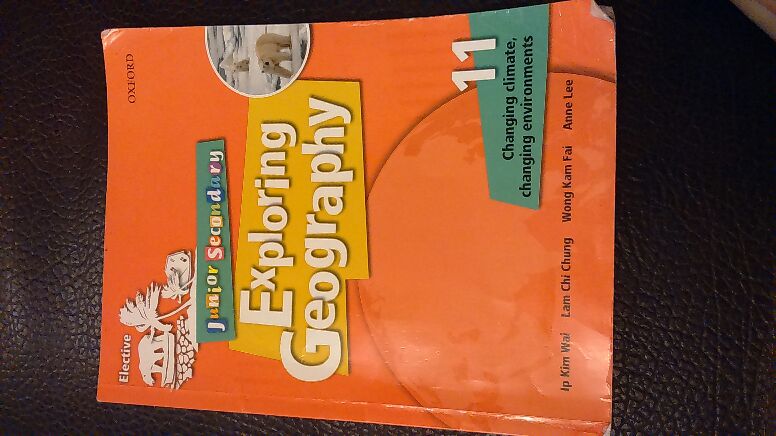 Elective
OXFORD
Junior Secondary
Exploring
Geography
11
Changing climate,
changing environments
Ip Kim Wai Lam Chi Chung Wong Kam Fai Anne Lee